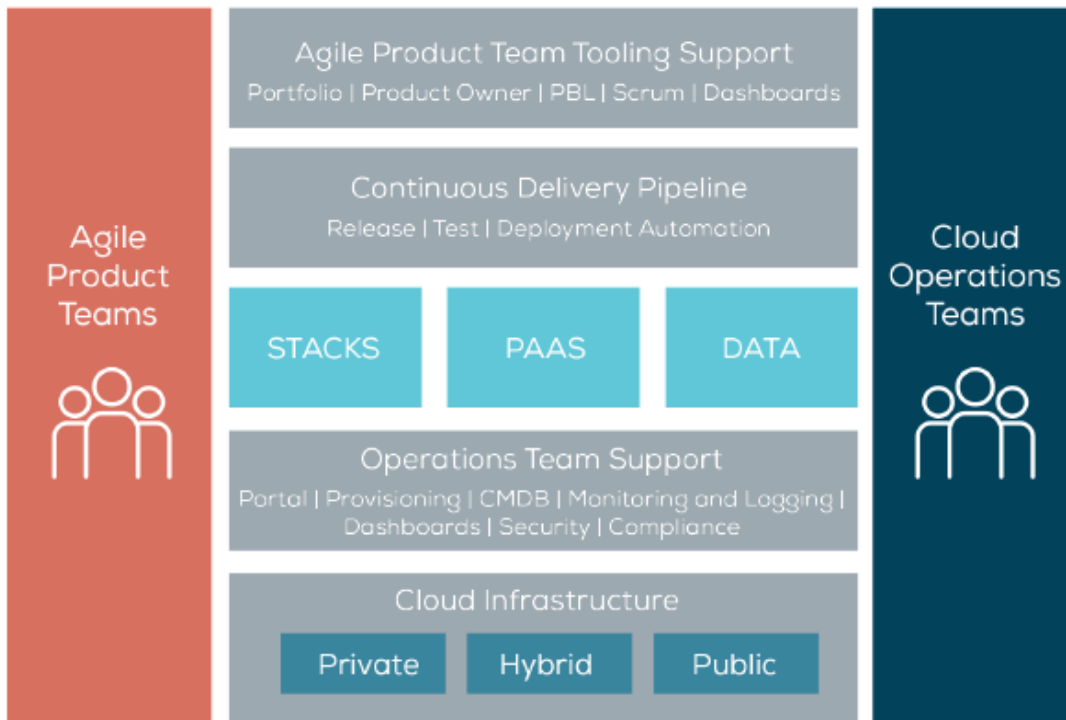 Agile
Product
Teams
Agile Product Team Tooling Support
Portfolio | Product Owner | PBL | Scrum | Dashboards
Continuous Delivery Pipeline
Release | Test | Deployment Automation
STACKS
PAAS
DATA
Operations Team Support
Portal | Provisioning | CMDB | Monitoring and Logging |
Dashboards | Security | Compliance
Cloud Infrastructure
Private
Hybrid
Public
Cloud
Operations
Teams